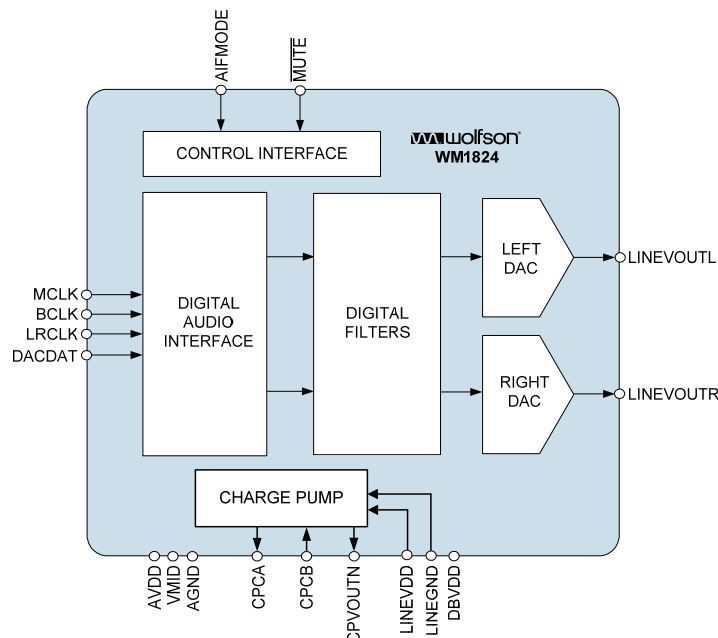 AIFMODE
MUTE
CONTROL INTERFACE
wolfson
WM1824
MCLK
BCLK
LRCLK
DACDAT
DIGITAL
AUDIO
INTERFACE
DIGITAL
FILTERS
LEFT
DAC
LINEVOUTL
RIGHT
DAC
LINEVOUTR
CHARGE PUMP
AVDD
VMID
AGND
CPCA
CPCB
CPVOUTN
LINEVDD
LINEGND
DBVDD